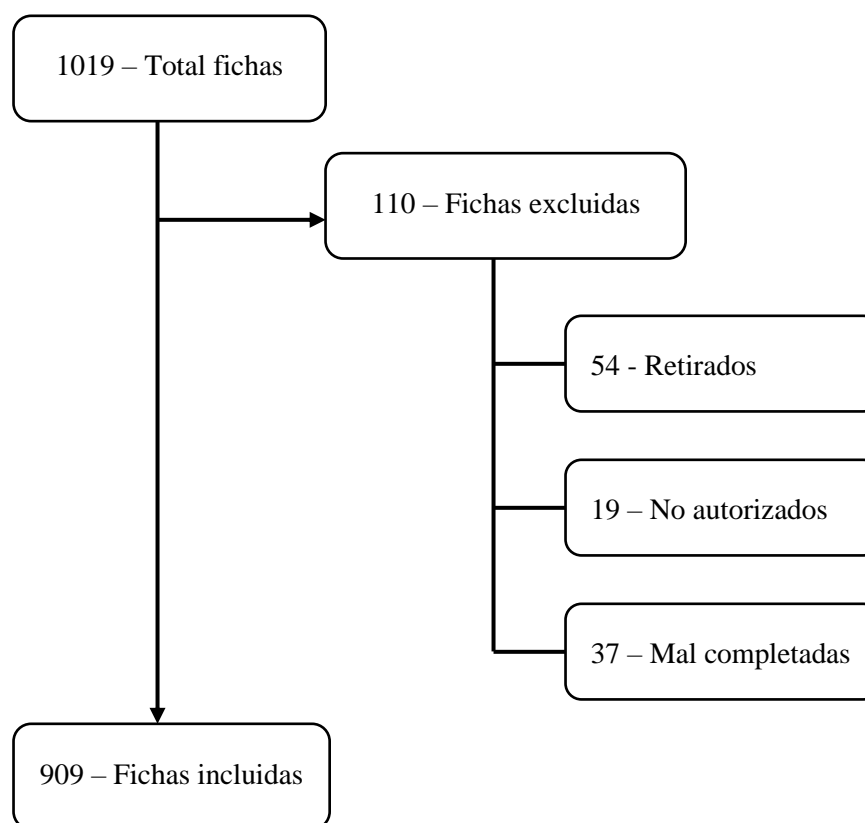 1019 – Total fichas
110 – Fichas excluidas
54 - Retirados
19 – No autorizados
37 – Mal completadas
909 – Fichas incluidas